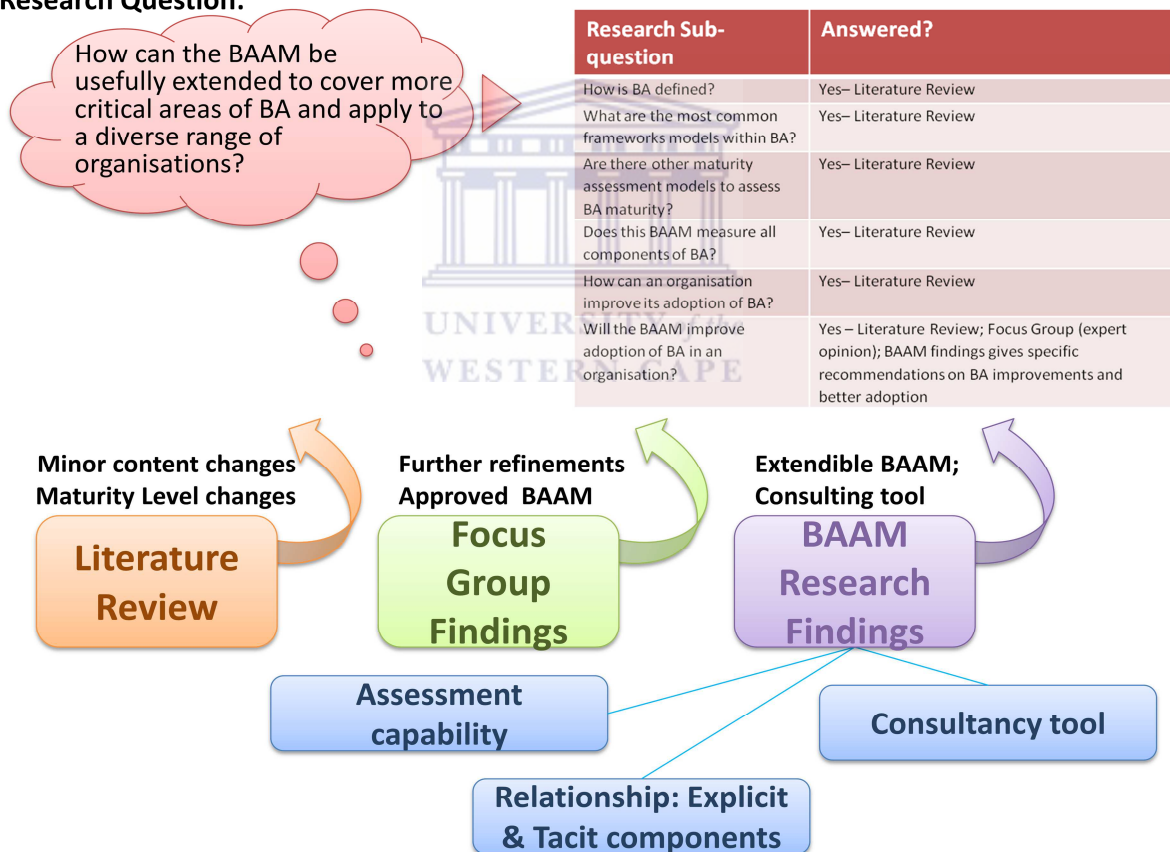 Research Question:
How can the BAAM be
usefully extended to cover more
critical areas of BA and apply to
a diverse range of
organisations?
Research Sub-
question
Answered?
How is BA defined?
Yes– Literature Review
What are the most common
frameworks models within BA?
Yes– Literature Review
Are there other maturity
assessment models to assess
BA maturity?
Yes– Literature Review
Does this BAAM measure all
components of BA?
Yes– Literature Review
How can an organisation
improve its adoption of BA?
Yes– Literature Review
Will the BAAM improve
adoption of BA in an
organisation?
Yes – Literature Review; Focus Group (expert
opinion); BAAM findings gives specific
recommendations on BA improvements and
better adoption
UNIVERSITY of the
WESTERN CAPE
Minor content changes
Maturity Level changes
Literature
Review
Further refinements
Approved BAAM
Focus
Group
Findings
Extendible BAAM;
Consulting tool
BAAM
Research
Findings
Assessment
capability
Consultancy tool
Relationship: Explicit
& Tacit components